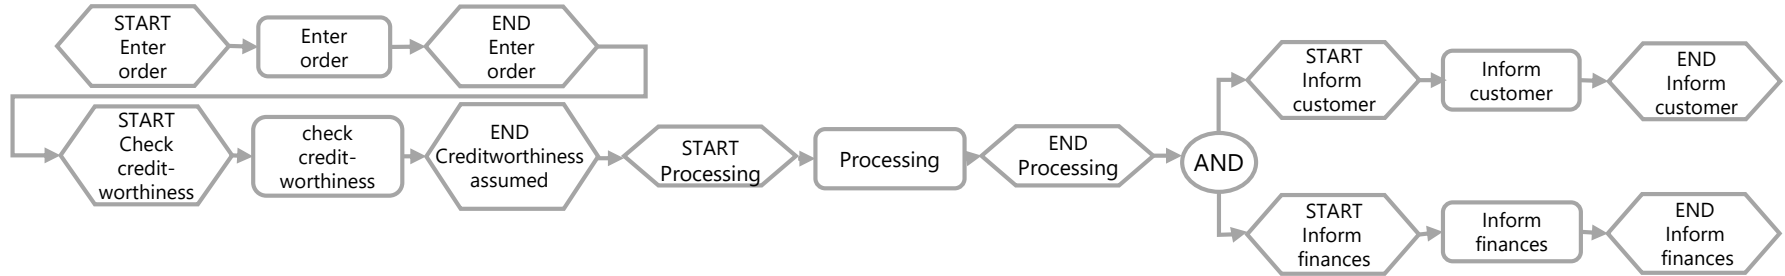 START
Enter
order
Enter
order
END
Enter
order
START
Check
credit-
worthiness
check
credit-
worthiness
END
Creditworthiness
assumed
START
Processing
Processing
END
Processing
AND
START
Inform
customer
Inform
customer
END
Inform
customer
START
Inform
finances
Inform
finances
END
Inform
finances